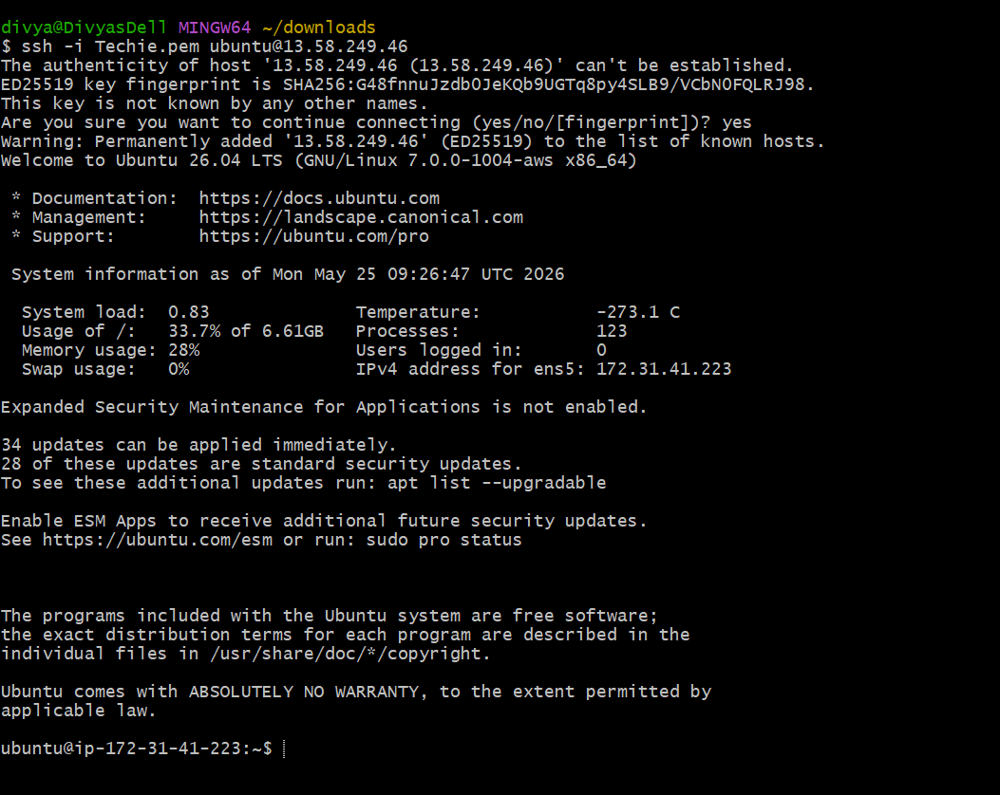 divya@DivyasDell MINGW64 ~/downloads
$ ssh -i Techie.pem ubuntu@13.58.249.46
The authenticity of host '13.58.249.46 (13.58.249.46)' can't be established.
ED25519 key fingerprint is SHA256:G48fnnuJzdb0JeKQb9UGTq8py4SLB9/VCbN0FQLRJ98.
This key is not known by any other names.
Are you sure you want to continue connecting (yes/no/[fingerprint])? yes
Warning: Permanently added '13.58.249.46' (ED25519) to the list of known hosts.
Welcome to Ubuntu 26.04 LTS (GNU/Linux 7.0.0-1004-aws x86_64)

 * Documentation:  https://docs.ubuntu.com
 * Management:     https://landscape.canonical.com
 * Support:        https://ubuntu.com/pro

 System information as of Mon May 25 09:26:47 UTC 2026

  System load:  0.83              Temperature:           -273.1 C
  Usage of /:   33.7% of 6.61GB   Processes:             123
  Memory usage: 28%               Users logged in:       0
  Swap usage:   0%                IPv4 address for ens5: 172.31.41.223

Expanded Security Maintenance for Applications is not enabled.

34 updates can be applied immediately.
28 of these updates are standard security updates.
To see these additional updates run: apt list --upgradable

Enable ESM Apps to receive additional future security updates.
See https://ubuntu.com/esm or run: sudo pro status

The programs included with the Ubuntu system are free software;
the exact distribution terms for each program are described in the
individual files in /usr/share/doc/*/copyright.

Ubuntu comes with ABSOLUTELY NO WARRANTY, to the extent permitted by
applicable law.

ubuntu@ip-172-31-41-223:~$